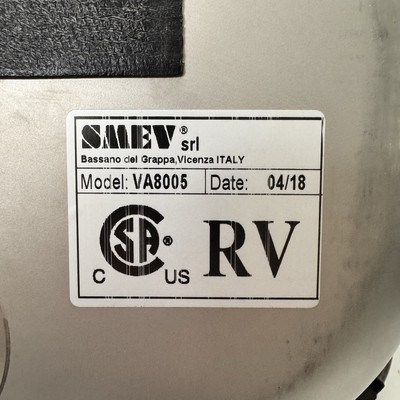 SMEV® srl
Bassano del Grappa,Vicenza ITALY
Model: VA8005 Date: 04/18
CSA® C US RV